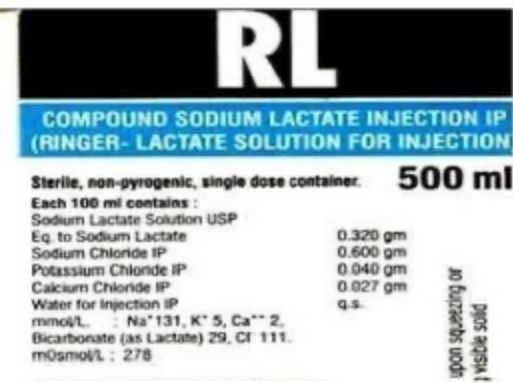 RL
COMPOUND SODIUM LACTATE INJECTION IP
(RINGER- LACTATE SOLUTION FOR INJECTION
Sterile, non-pyrogenic, single dose container. 500 ml
Each 100 ml contains :
Sodium Lactate Solution USP
Eq. to Sodium Lactate 0.320 gm
Sodium Chloride IP 0.600 gm
Potassium Chloride IP 0.040 gm
Calcium Chloride IP 0.027 gm
Water for Injection IP q.s.
mmol/L. : Na⁺131, K⁺ 5, Ca⁺⁺ 2,
Bicarbonate (as Lactate) 29, Cl⁻ 111.
mOsmol/L : 278
upon squeezing or
visible solid